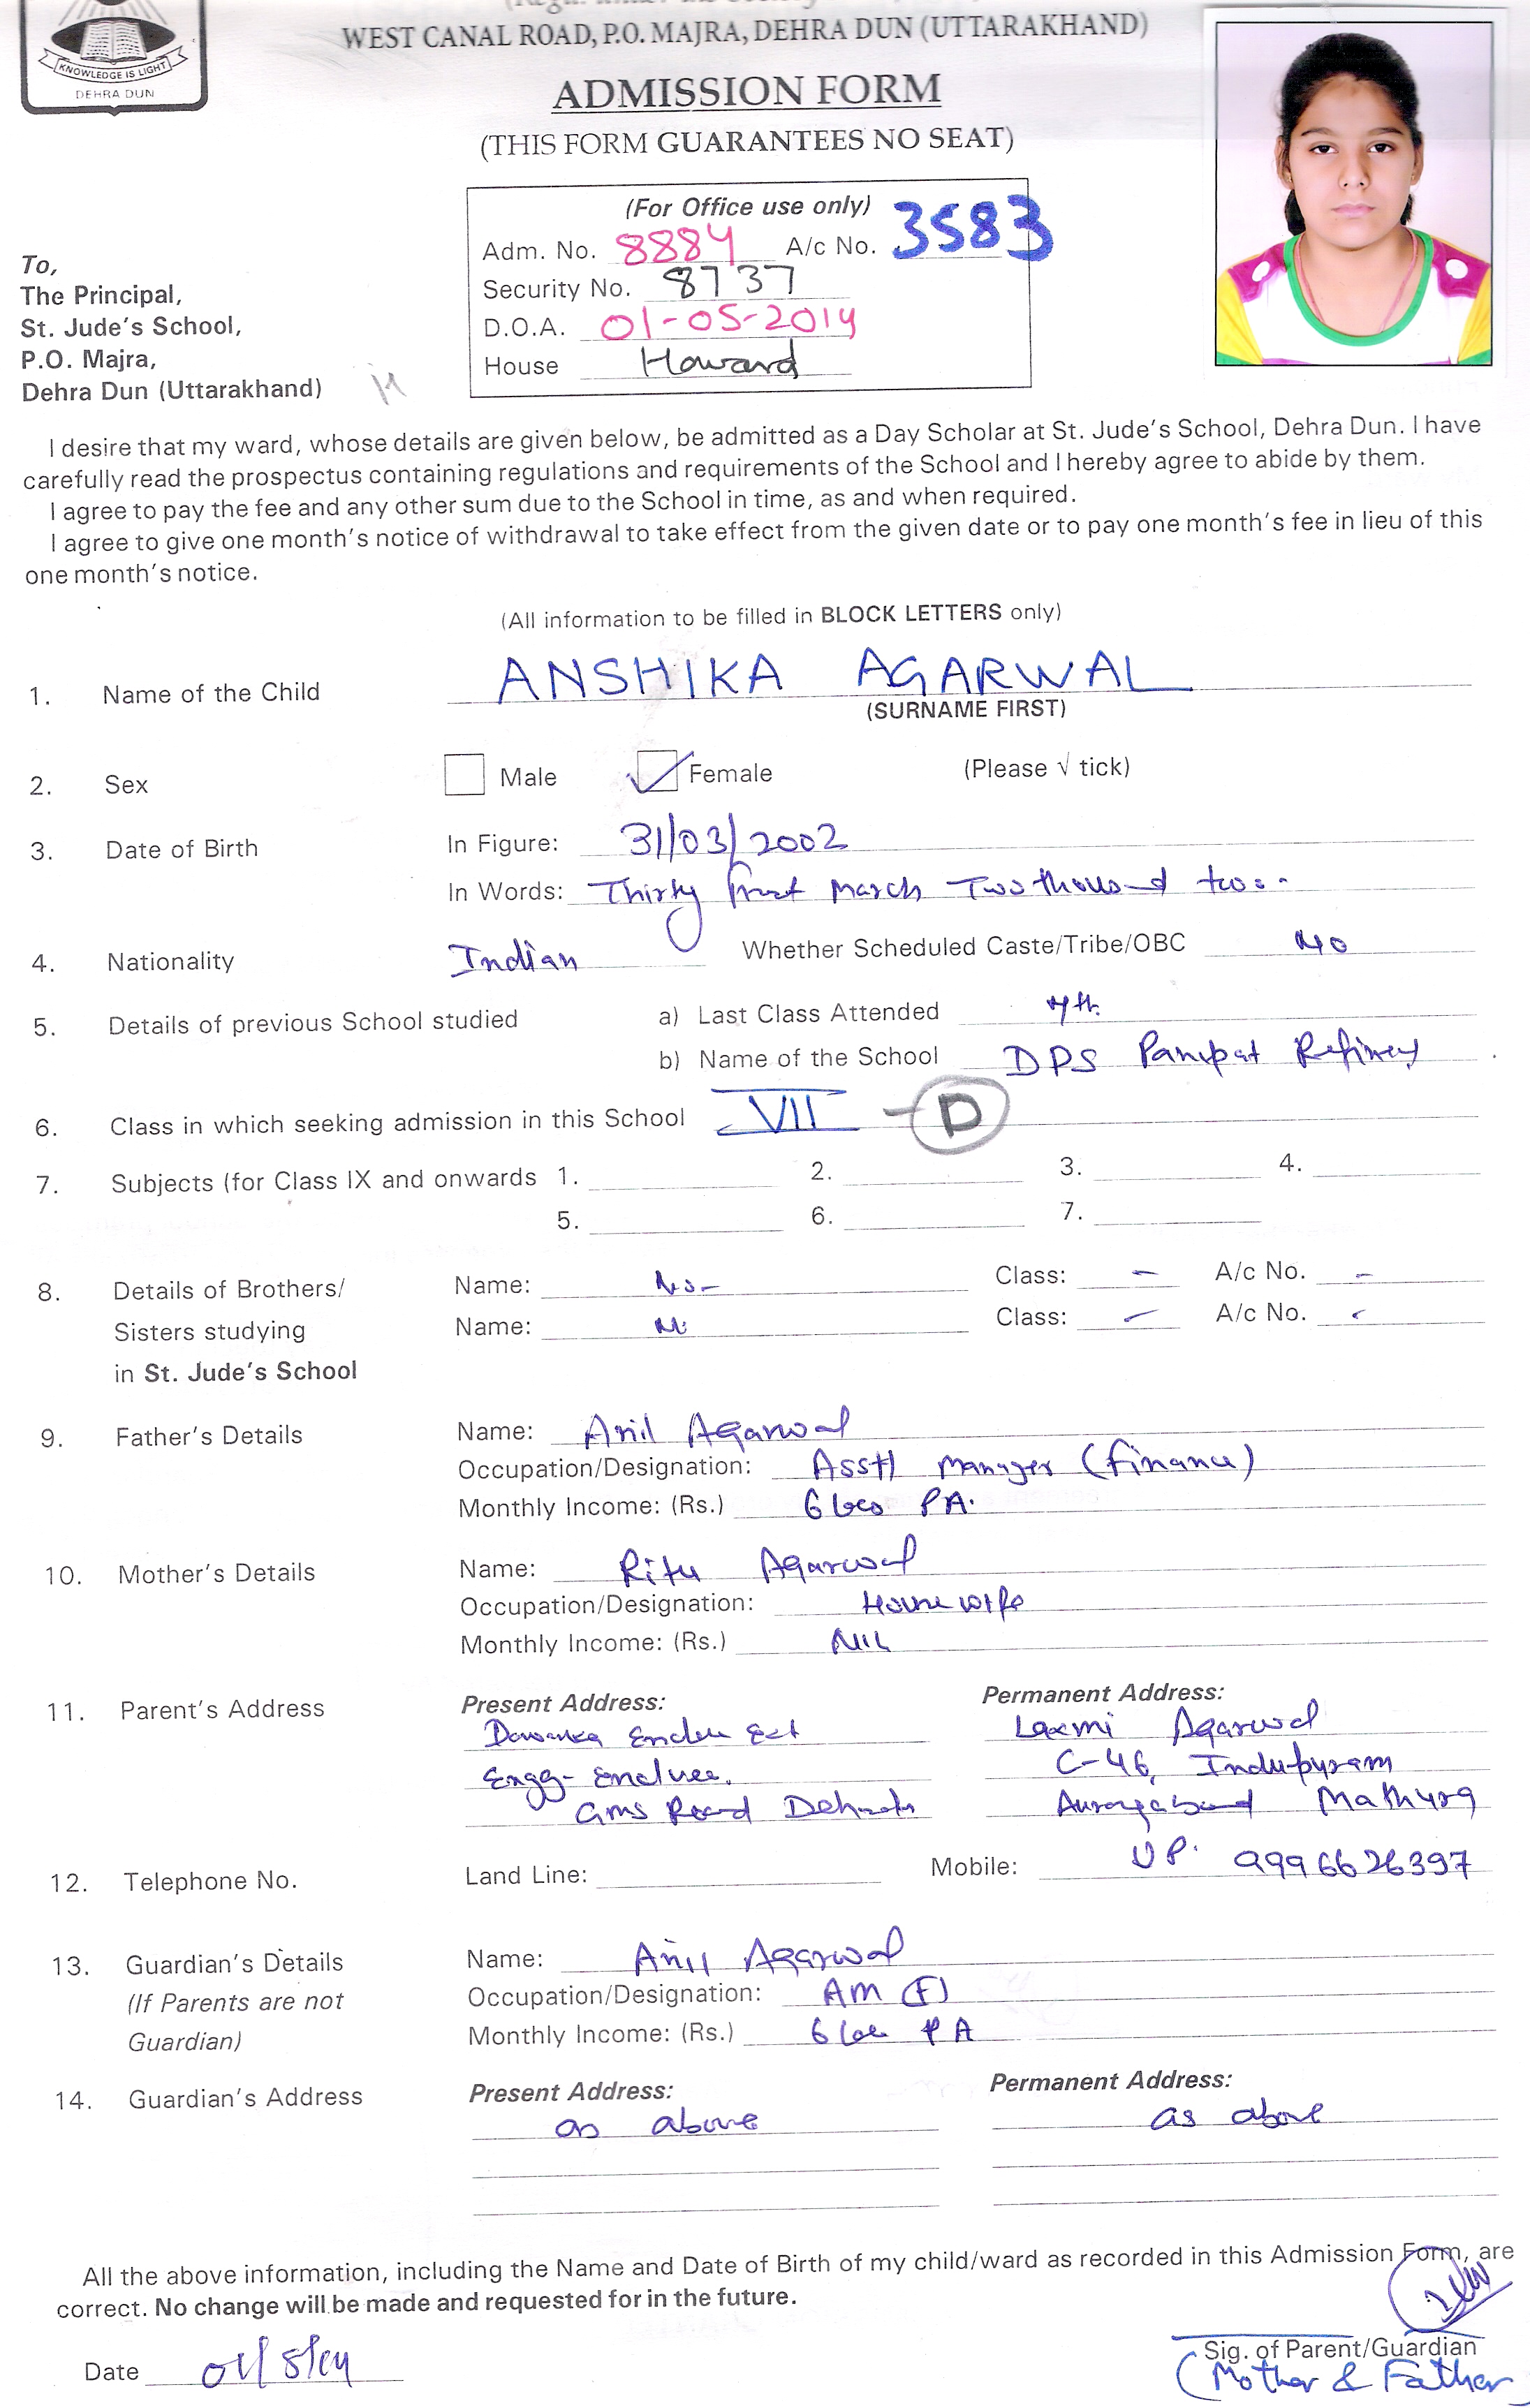 WEST CANAL ROAD, P.O. MAJRA, DEHRA DUN (UTTARAKHAND)
KNOWLEDGE IS LIGHT
DEHRA DUN
ADMISSION FORM
(THIS FORM GUARANTEES NO SEAT)
(For Office use only)
Adm. No. 8884 A/c No. 3583
Security No. 8737
D.O.A. 01-05-2014
House Howard
To,
The Principal,
St. Jude's School,
P.O. Majra,
Dehra Dun (Uttarakhand)
I desire that my ward, whose details are given below, be admitted as a Day Scholar at St. Jude's School, Dehra Dun. I have
carefully read the prospectus containing regulations and requirements of the School and I hereby agree to abide by them.
I agree to pay the fee and any other sum due to the School in time, as and when required.
I agree to give one month's notice of withdrawal to take effect from the given date or to pay one month's fee in lieu of this
one month's notice.
(All information to be filled in BLOCK LETTERS only)
1. Name of the Child ANSHIKA AGARWAL
(SURNAME FIRST)
2. Sex Male Female (Please √ tick)
3. Date of Birth In Figure: 31/03/2002
In Words: Thirty first March Two thousand two
4. Nationality Indian Whether Scheduled Caste/Tribe/OBC No
5. Details of previous School studied a) Last Class Attended 7th
b) Name of the School DPS Panipat Refinery
6. Class in which seeking admission in this School VII - D
7. Subjects (for Class IX and onwards 1. 2. 3. 4.
5. 6. 7.
8. Details of Brothers/ Name: No- Class: - A/c No. -
Sisters studying Name: Class: - A/c No.
in St. Jude's School
9. Father's Details Name: Anil Agarwal
Occupation/Designation: Asstt Manager (Finance)
Monthly Income: (Rs.) 6 PA.
10. Mother's Details Name: Ritu Agarwal
Occupation/Designation: House wife
Monthly Income: (Rs.) NIL
11. Parent's Address Present Address: Permanent Address:
Laxmi Agarwal
Engg- C-46, Indupuram
GMS Road Aurangabad Mathura
12. Telephone No. Land Line: Mobile: UP. 9996626397
13. Guardian's Details Name: Anil Agarwal
(If Parents are not Occupation/Designation: AM (F)
Guardian) Monthly Income: (Rs.) 6 PA
14. Guardian's Address Present Address: Permanent Address:
as above as above
All the above information, including the Name and Date of Birth of my child/ward as recorded in this Admission Form, are
correct. No change will be made and requested for in the future.
Date 01/5/14
Sig. of Parent/Guardian
(Mother & Father)